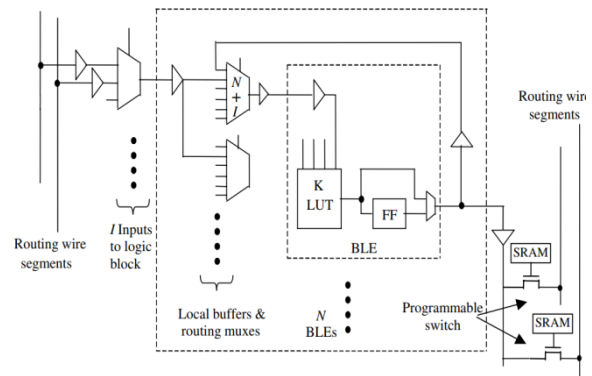 Routing wire
segments
I Inputs
to logic
block
N
+
I
Local buffers &
routing muxes
K
LUT
FF
BLE
N
BLEs
Routing wire
segments
SRAM
Programmable
switch
SRAM